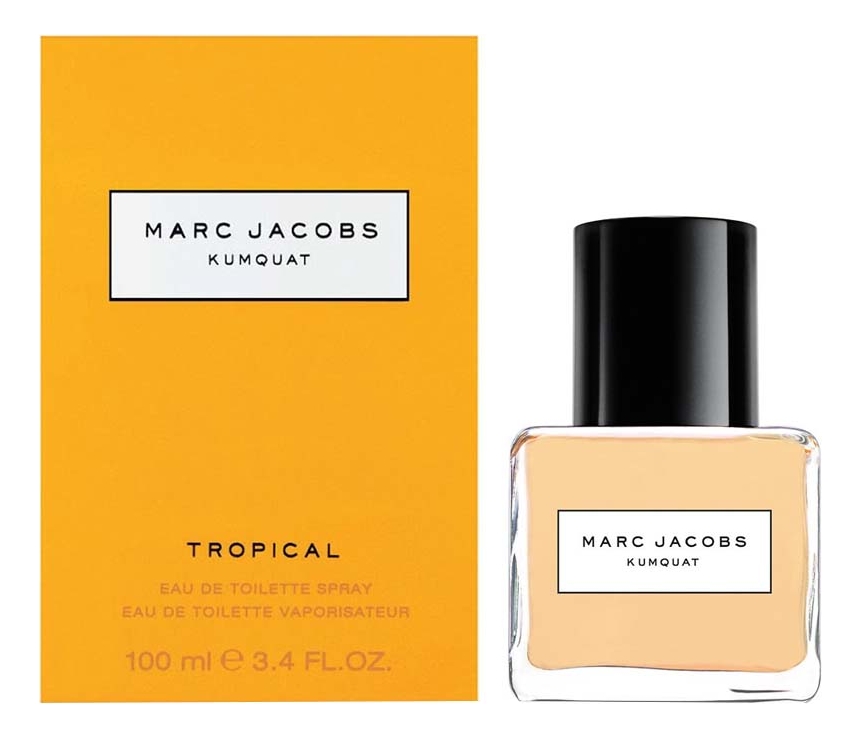 MARC JACOBS
KUMQUAT
TROPICAL
EAU DE TOILETTE SPRAY
EAU DE TOILETTE VAPORISATEUR
100 ml e 3.4 FL.OZ.
MARC JACOBS
KUMQUAT